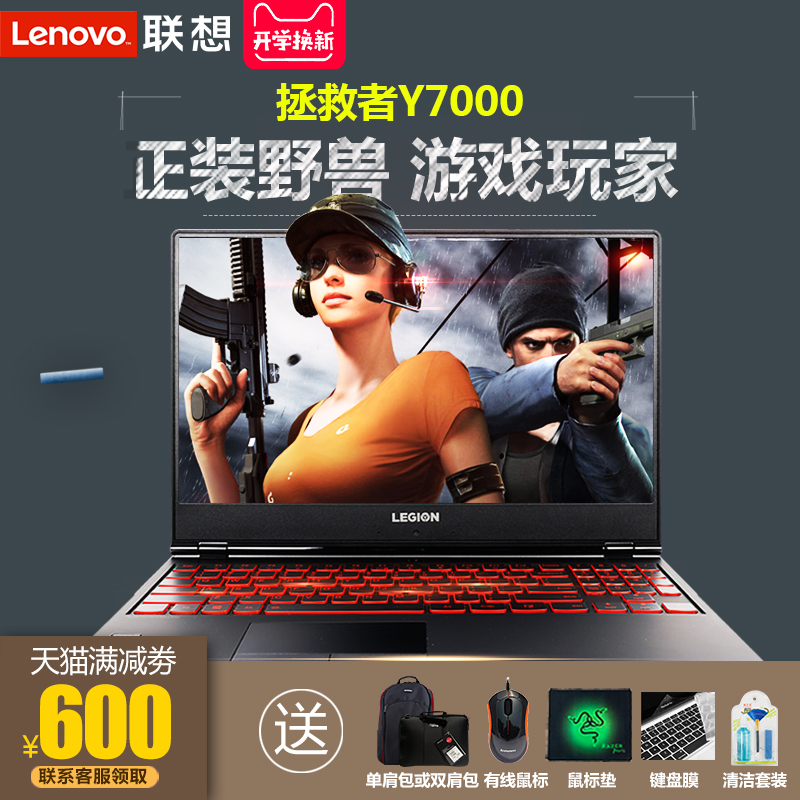 Lenovo 联想
开学换新
拯救者Y7000
正装野兽 游戏玩家
LEGION
天猫满减劵
¥600
联系客服领取
送
单肩包或双肩包 有线鼠标 鼠标垫 键盘膜 清洁套装